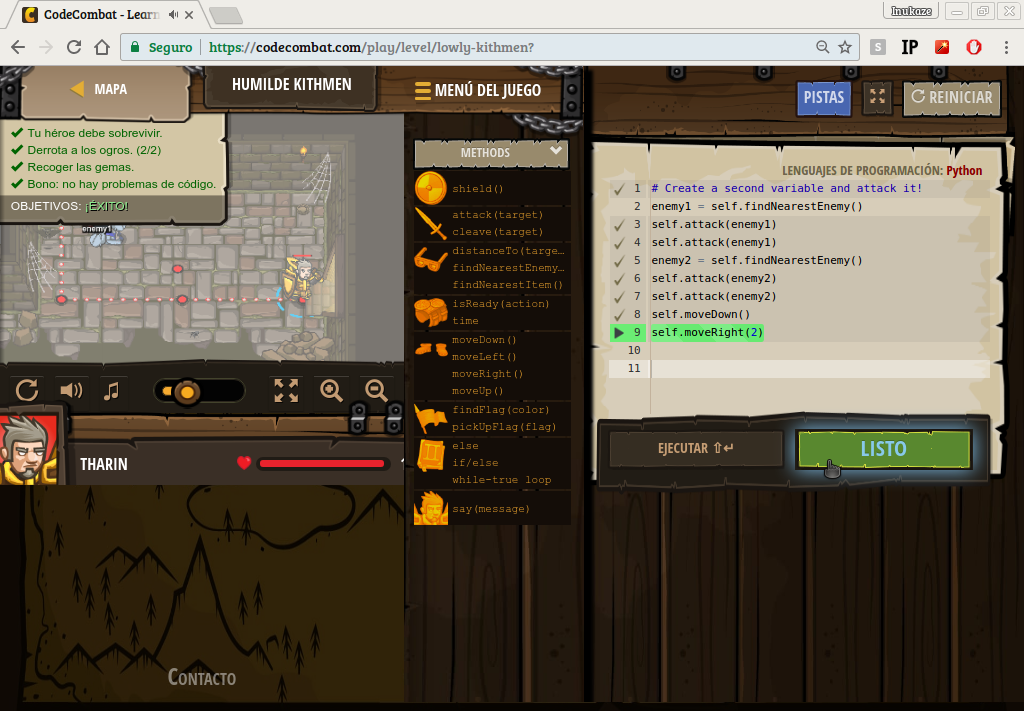 CodeCombat - Learn
Inukaze
Seguro
https://codecombat.com/play/level/lowly-kithmen?
S
IP
MAPA
HUMILDE KITHMEN
MENÚ DEL JUEGO
PISTAS
REINICIAR
Tu héroe debe sobrevivir.
Derrota a los ogros. (2/2)
Recoger las gemas.
Bono: no hay problemas de código.
OBJETIVOS: ¡ÉXITO!
enemy1
METHODS
shield()
attack(target)
cleave(target)
distanceTo(targe…
findNearestEnemy…
findNearestItem()
isReady(action)
time
moveDown()
moveLeft()
moveRight()
moveUp()
findFlag(color)
pickUpFlag(flag)
else
if/else
while-true loop
say(message)
LENGUAJES DE PROGRAMACIÓN: Python
1 # Create a second variable and attack it!
2 enemy1 = self.findNearestEnemy()
3 self.attack(enemy1)
4 self.attack(enemy1)
5 enemy2 = self.findNearestEnemy()
6 self.attack(enemy2)
7 self.attack(enemy2)
8 self.moveDown()
9 self.moveRight(2)
10
11
EJECUTAR ⇧↵
LISTO
THARIN
CONTACTO